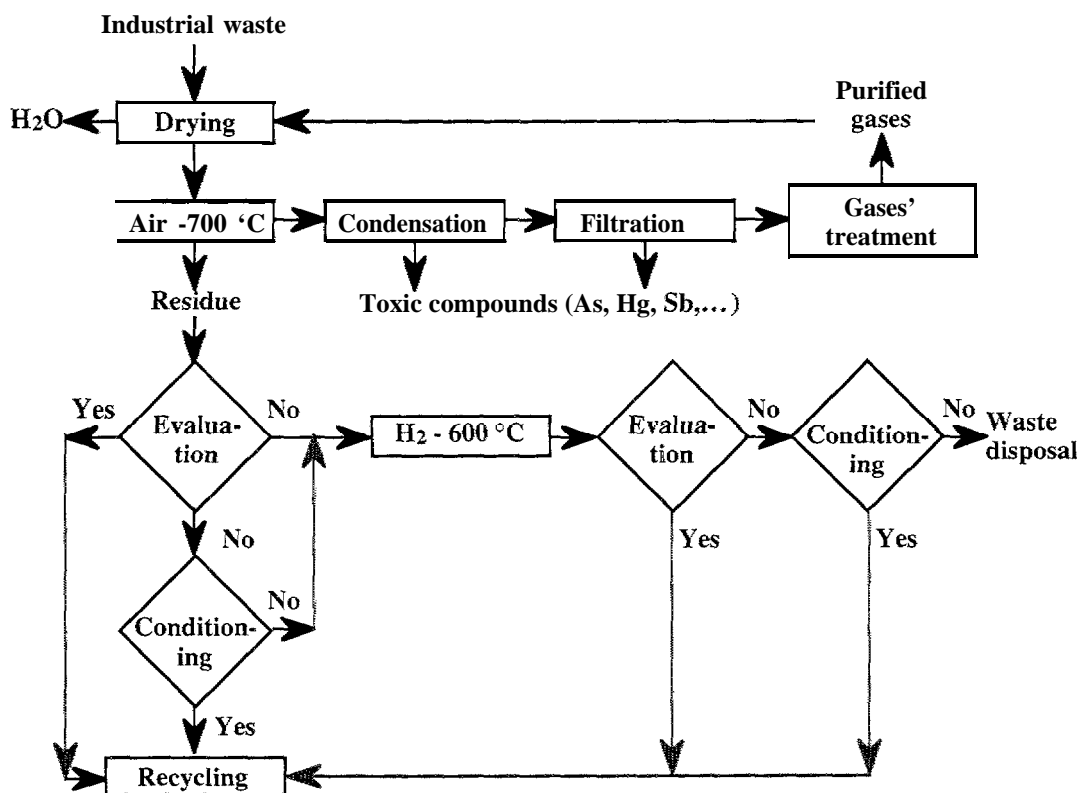 Industrial waste
H2O
Drying
Purified
gases
Air -700 ‘C
Condensation
Filtration
Gases’
treatment
Residue
Toxic compounds (As, Hg, Sb,...)
Yes
Evalua-
tion
No
H2 - 600 °C
Evalua-
tion
No
Condition-
ing
No
Waste
disposal
No
Yes
Yes
Condition-
ing
No
Yes
Recycling